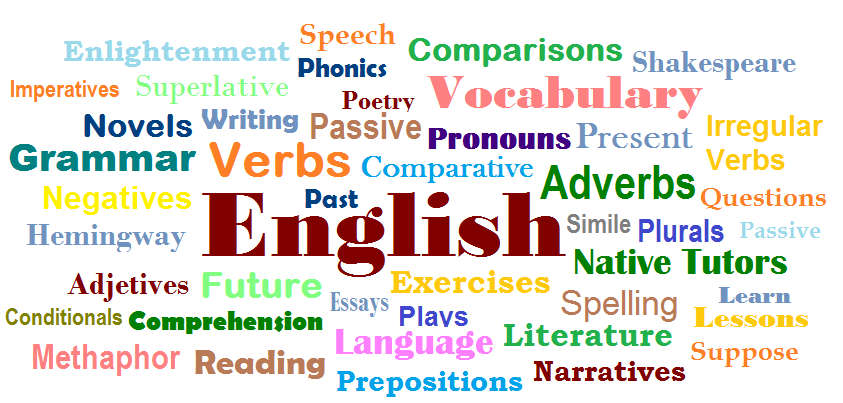 Speech
Enlightenment
Comparisons
Shakespeare
Phonics
Imperatives
Superlative
Vocabulary
Poetry
Novels
Writing
Passive
Pronouns
Present
Irregular
Verbs
Grammar
Verbs
Comparative
Adverbs
Negatives
Past
English
Questions
Hemingway
Simile
Plurals
Passive
Native Tutors
Adjetives
Future
Exercises
Essays
Spelling
Learn
Conditionals
Comprehension
Plays
Lessons
Language
Literature
Methaphor
Reading
Suppose
Prepositions
Narratives